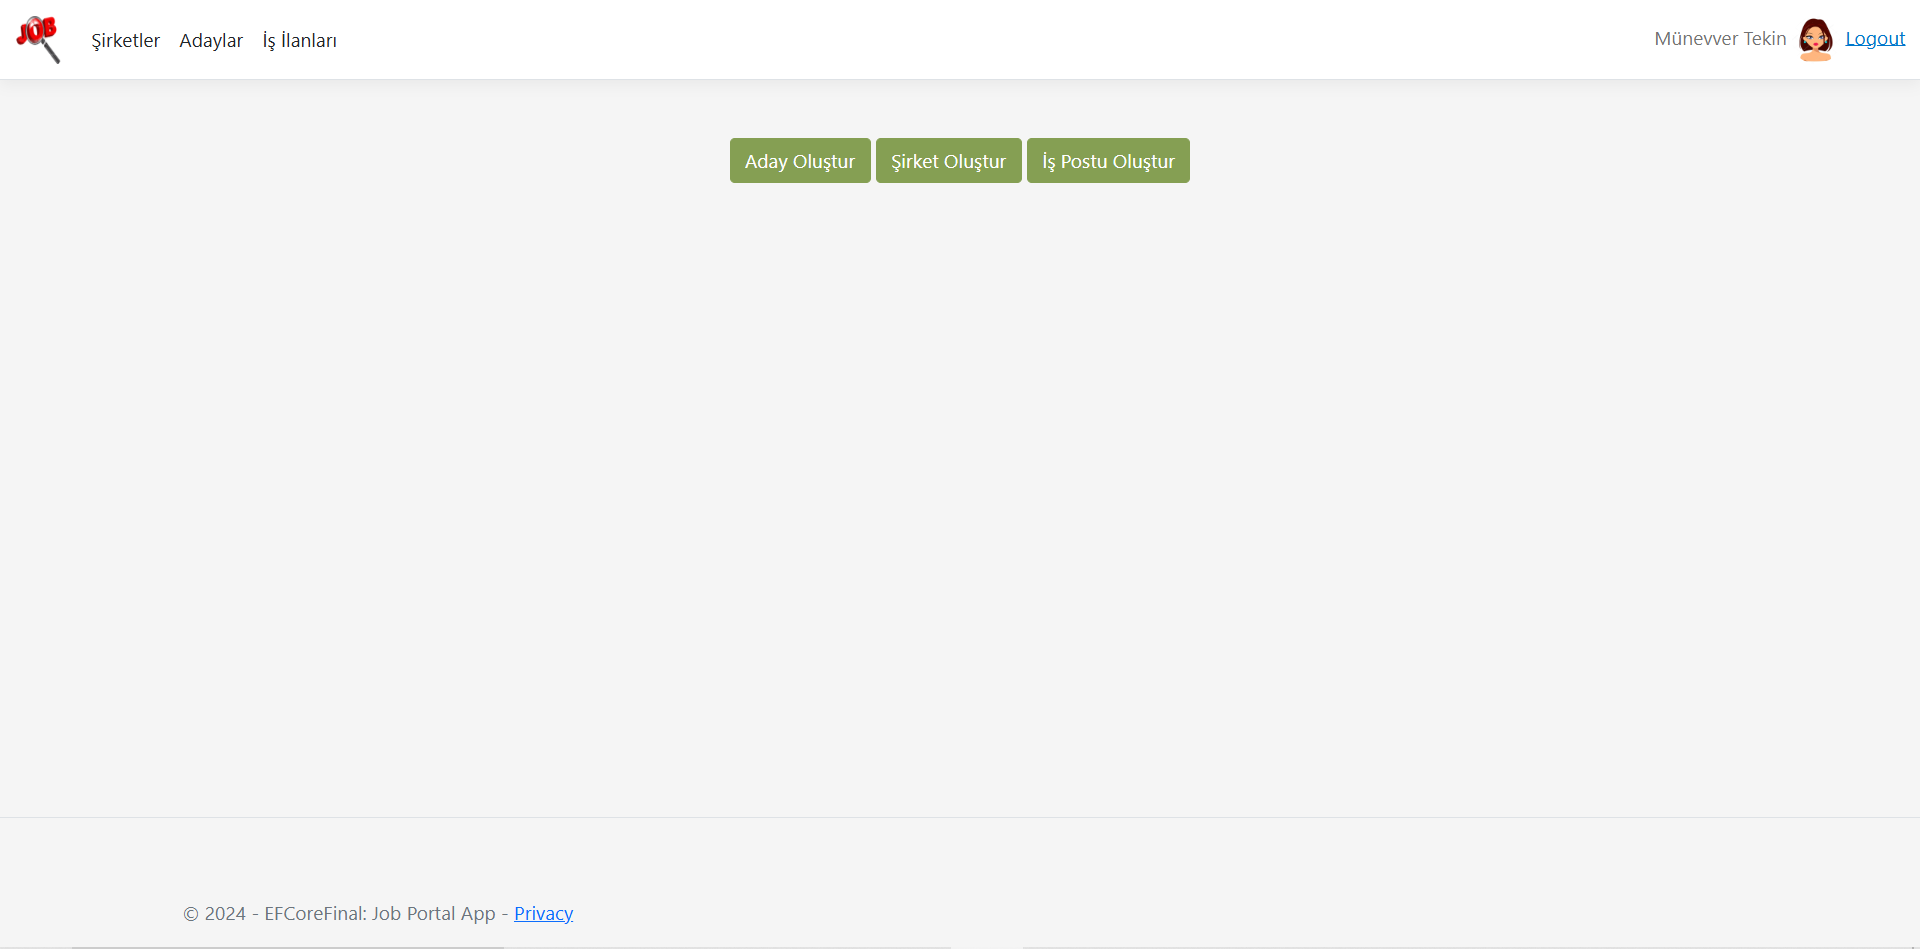 JOB
Şirketler Adaylar İş İlanları
Münevver Tekin Logout
Aday Oluştur Şirket Oluştur İş Postu Oluştur
© 2024 - EFCoreFinal: Job Portal App - Privacy